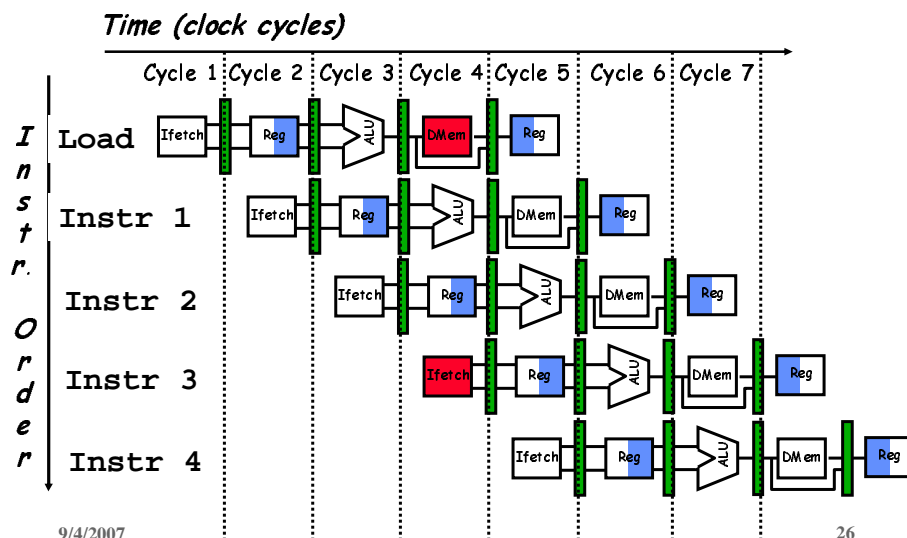 Time (clock cycles)
Cycle 1 Cycle 2 Cycle 3 Cycle 4 Cycle 5 Cycle 6 Cycle 7
Instr. Order
Load Ifetch Reg ALU DMem Reg
Instr 1 Ifetch Reg ALU DMem Reg
Instr 2 Ifetch Reg ALU DMem Reg
Instr 3 Ifetch Reg ALU DMem Reg
Instr 4 Ifetch Reg ALU DMem Reg
9/4/2007 26